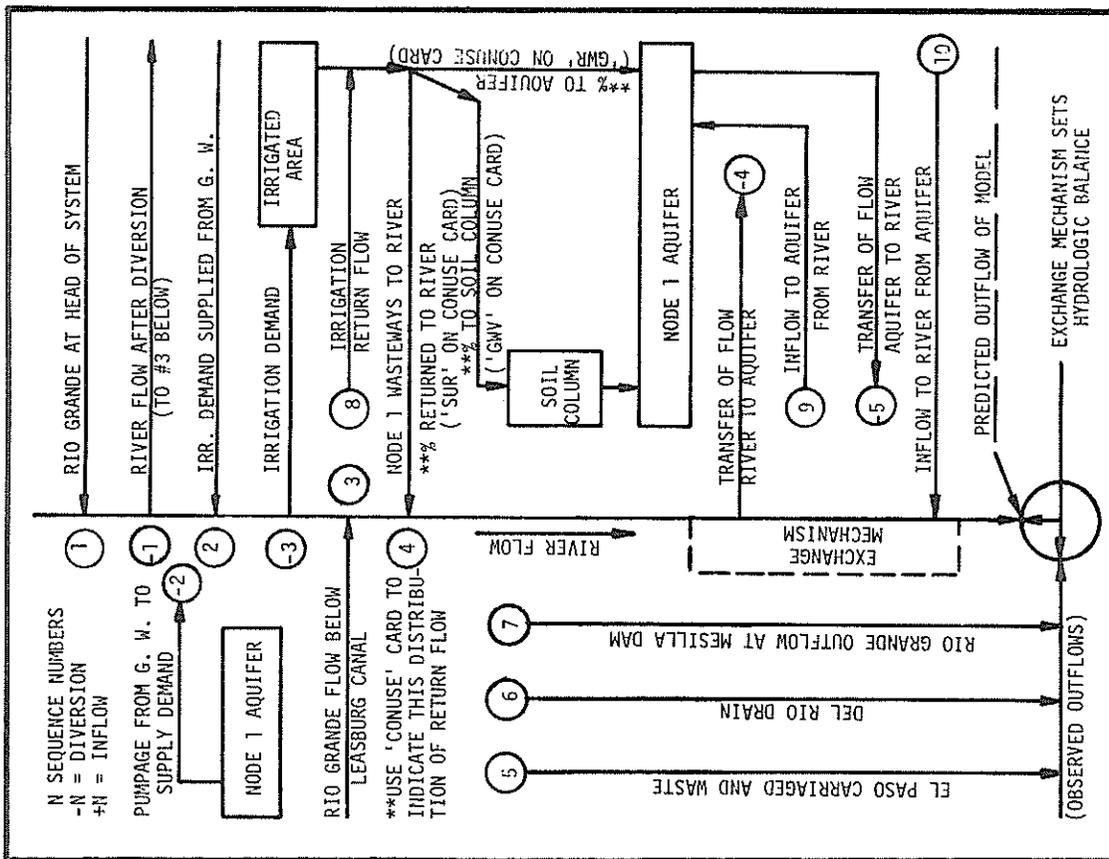 N SEQUENCE NUMBERS
-N = DIVERSION
+N = INFLOW
PUMPAGE FROM G. W. TO
SUPPLY DEMAND
-2
NODE 1 AQUIFER
RIO GRANDE FLOW BELOW
LEASBURG CANAL
**USE 'CONUSE' CARD TO
INDICATE THIS DISTRIBU-
TION OF RETURN FLOW
1
RIO GRANDE AT HEAD OF SYSTEM
-1
RIVER FLOW AFTER DIVERSION
(TO #3 BELOW)
2
IRR. DEMAND SUPPLIED FROM G. W.
-3
IRRIGATION DEMAND
IRRIGATED
AREA
3
8
IRRIGATION
RETURN FLOW
4
NODE 1 WASTEWAYS TO RIVER
**% RETURNED TO RIVER
('SUR' ON CONUSE CARD)
**% TO SOIL COLUMN
('GWV' ON CONUSE CARD)
**% TO AQUIFER
('GWR' ON CONUSE CARD)
SOIL
COLUMN
NODE 1 AQUIFER
RIVER FLOW
EXCHANGE
MECHANISM
TRANSFER OF FLOW
RIVER TO AQUIFER
-4
9
INFLOW TO AQUIFER
FROM RIVER
TRANSFER OF FLOW
AQUIFER TO RIVER
-5
INFLOW TO RIVER FROM AQUIFER
10
5
EL PASO CARRIAGED AND WASTE
6
DEL RIO DRAIN
7
RIO GRANDE OUTFLOW AT MESILLA DAM
(OBSERVED OUTFLOWS)
PREDICTED OUTFLOW OF MODEL
EXCHANGE MECHANISM SETS
HYDROLOGIC BALANCE